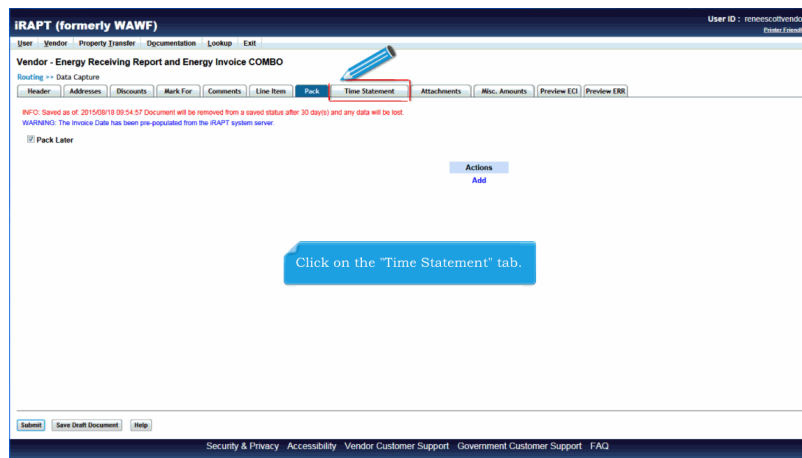 iRAPT (formerly WAWF)
User ID : reneescottvendo
Printer Friendl
User Vendor Property Transfer Documentation Lookup Exit
Vendor - Energy Receiving Report and Energy Invoice COMBO
Routing >> Data Capture
Header Addresses Discounts Mark For Comments Line Item Pack Time Statement Attachments Misc. Amounts Preview ECI Preview ERR
INFO: Saved as of: 2015/08/18 09:54:57 Document will be removed from a saved status after 30 day(s) and any data will be lost.
WARNING: The Invoice Date has been pre-populated from the iRAPT system server.
Pack Later
Actions
Add
Click on the "Time Statement" tab.
Submit Save Draft Document Help
Security & Privacy Accessibility Vendor Customer Support Government Customer Support FAQ